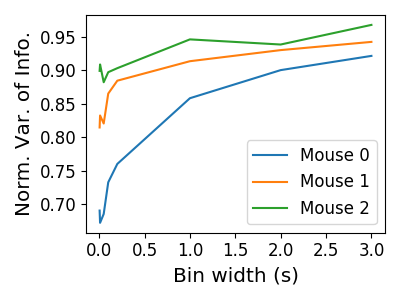 Norm. Var. of Info.
0.95
0.90
0.85
0.80
0.75
0.70
Mouse 0
Mouse 1
Mouse 2
0.0 0.5 1.0 1.5 2.0 2.5 3.0
Bin width (s)